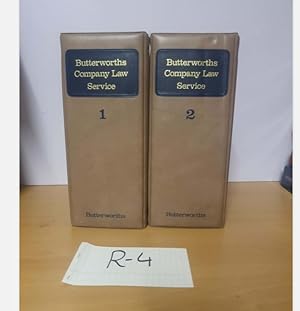 Butterworths
Company Law
Service
1
Butterworths
Butterworths
Company Law
Service
2
Butterworths
R-4